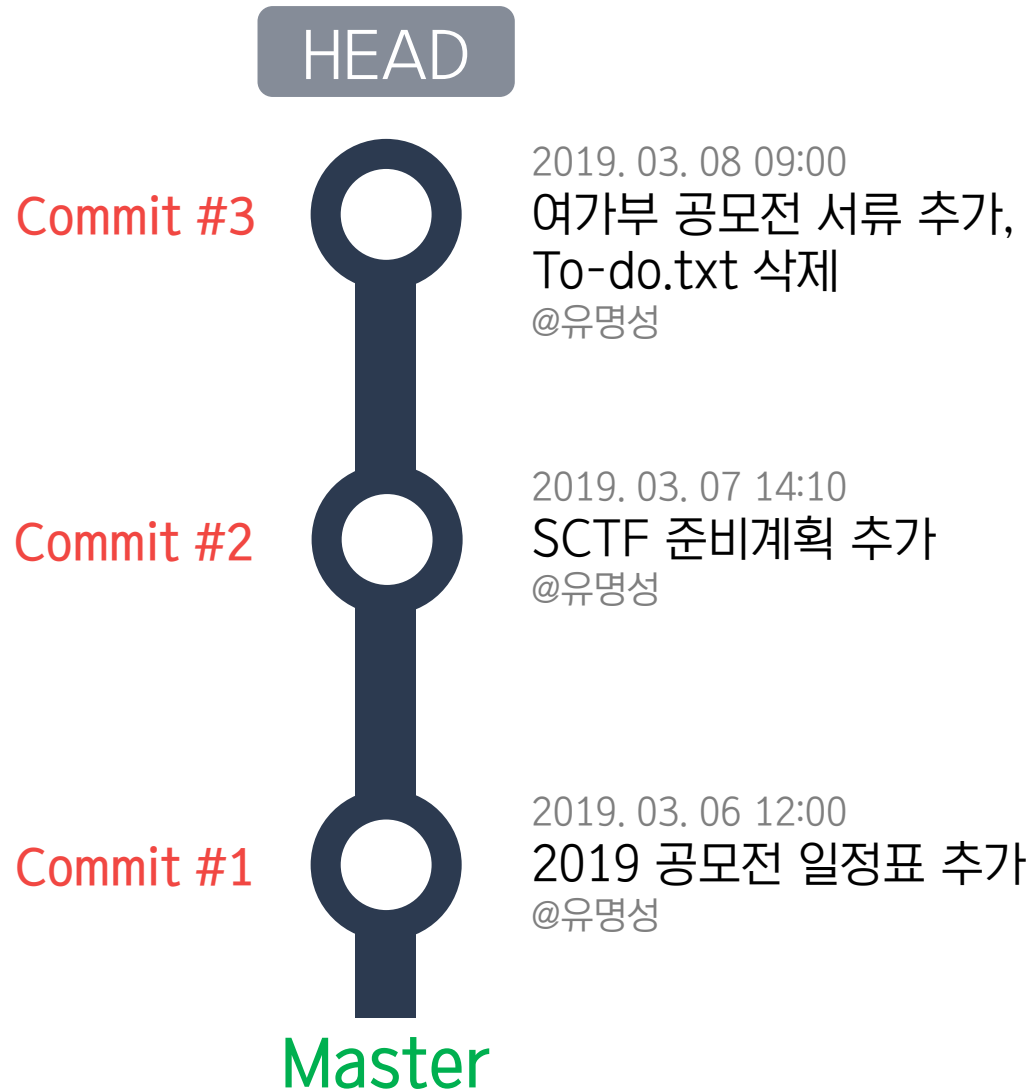 HEAD
Commit #3
2019. 03. 08 09:00
여가부 공모전 서류 추가,
To-do.txt 삭제
@유명성
Commit #2
2019. 03. 07 14:10
SCTF 준비계획 추가
@유명성
Commit #1
2019. 03. 06 12:00
2019 공모전 일정표 추가
@유명성
Master